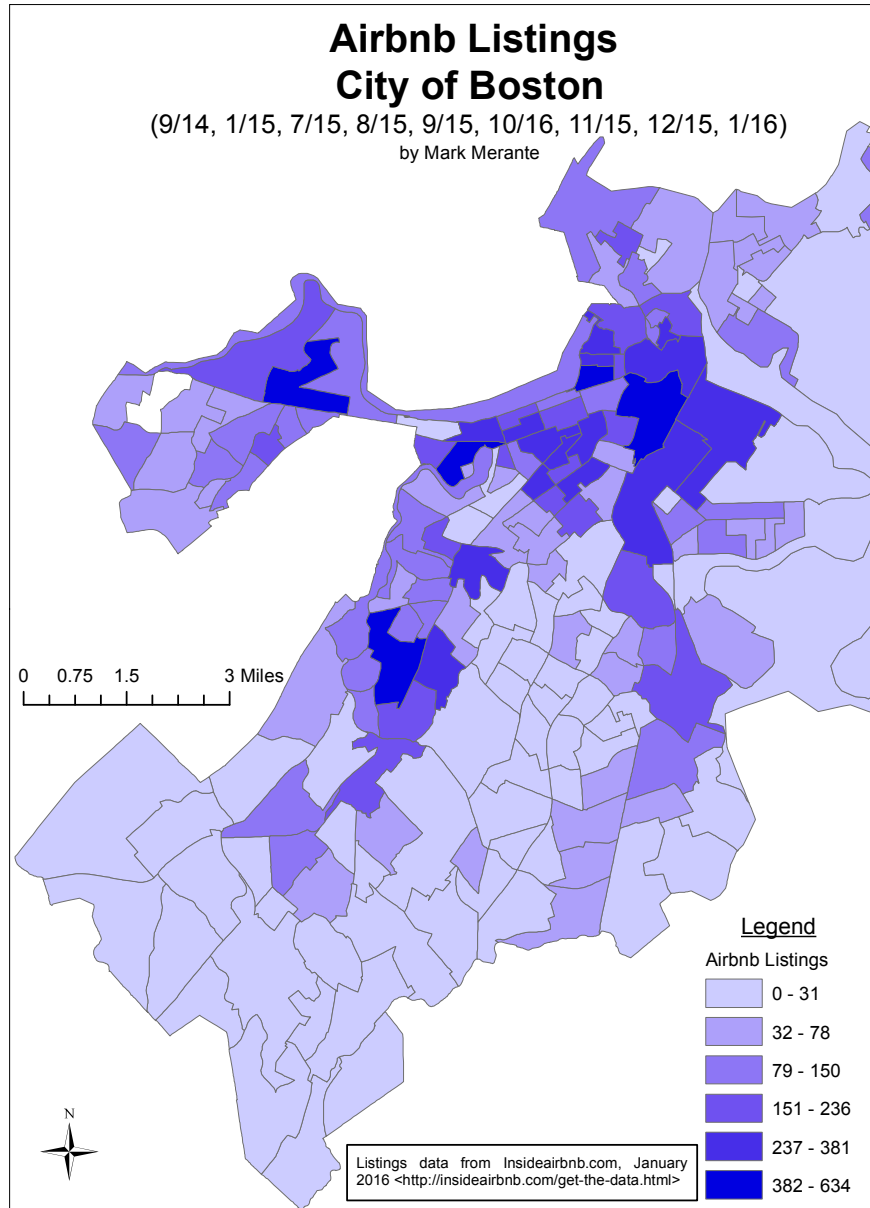 Airbnb Listings
City of Boston
(9/14, 1/15, 7/15, 8/15, 9/15, 10/16, 11/15, 12/15, 1/16)
by Mark Merante
0 0.75 1.5 3 Miles
Legend
Airbnb Listings
0 - 31
32 - 78
79 - 150
151 - 236
237 - 381
382 - 634
N
Listings data from Insideairbnb.com, January
2016 <http://insideairbnb.com/get-the-data.html>